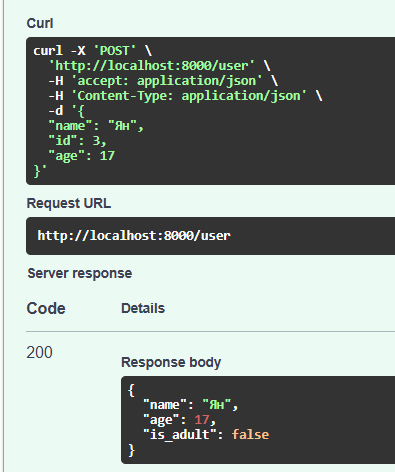 Curl
curl -X 'POST' \
'http://localhost:8000/user' \
-H 'accept: application/json' \
-H 'Content-Type: application/json' \
-d '{
"name": "Ян",
"id": 3,
"age": 17
}'
Request URL
http://localhost:8000/user
Server response
Code Details
200
Response body
{
"name": "Ян",
"age": 17,
"is_adult": false
}